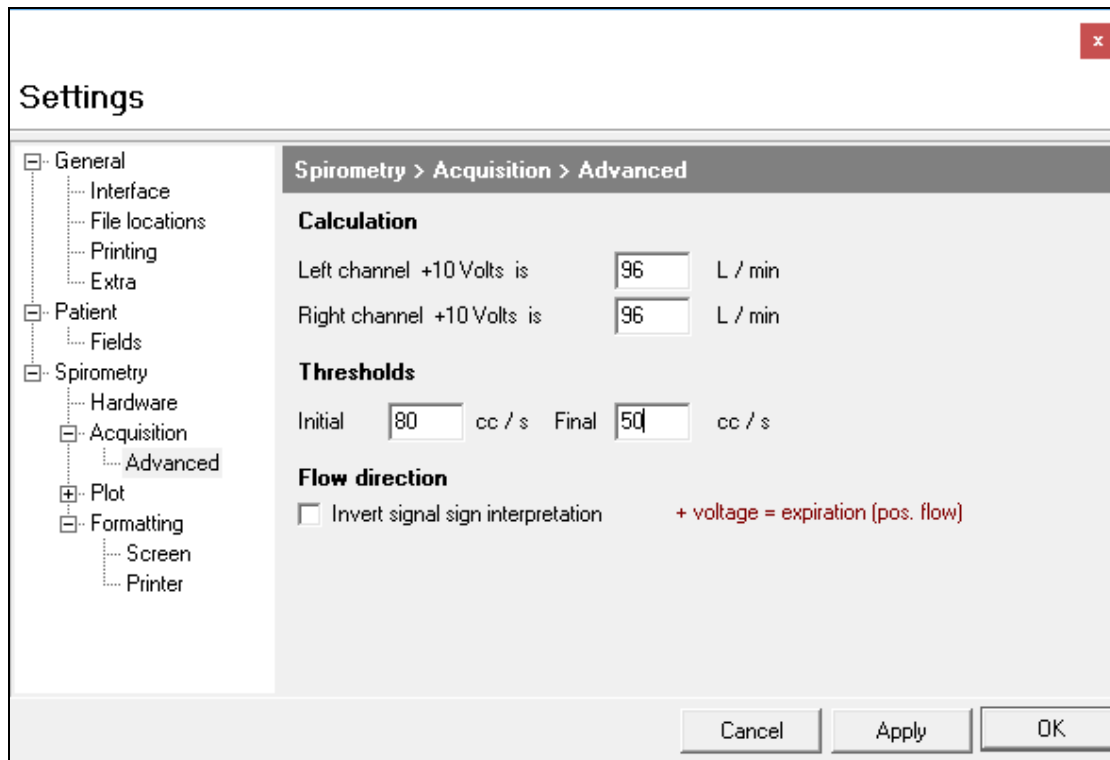 x
Settings
General
Interface
File locations
Printing
Extra
Patient
Fields
Spirometry
Hardware
Acquisition
Advanced
Plot
Formatting
Screen
Printer
Spirometry > Acquisition > Advanced
Calculation
Left channel +10 Volts is 96 L / min
Right channel +10 Volts is 96 L / min
Thresholds
Initial 80 cc / s Final 50 cc / s
Flow direction
Invert signal sign interpretation + voltage = expiration (pos. flow)
Cancel Apply OK